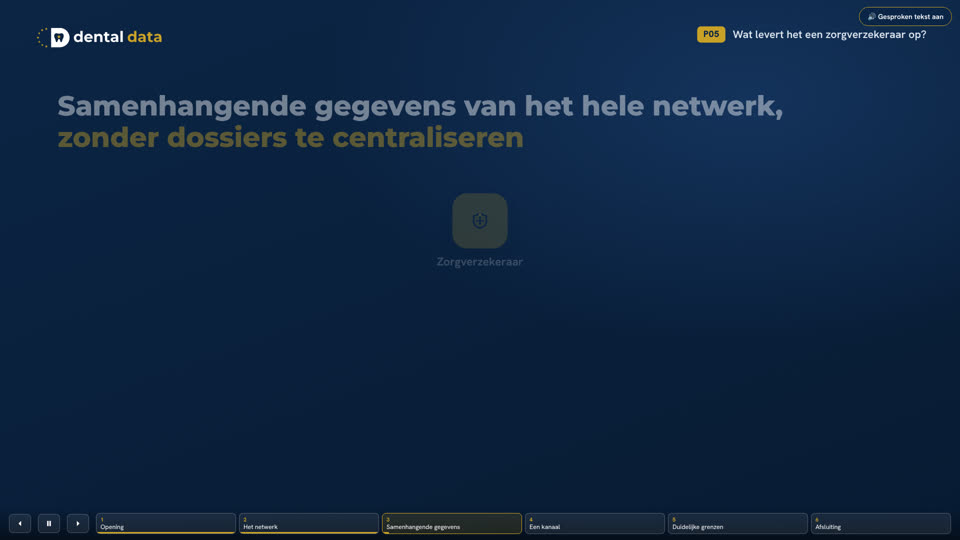 🔊 Gesproken tekst aan
dental data
P05 Wat levert het een zorgverzekeraar op?
Samenhangende gegevens van het hele netwerk,
zonder dossiers te centraliseren
Zorgverzekeraar
1
Opening
2
Het netwerk
3
Samenhangende gegevens
4
Een kanaal
5
Duidelijke grenzen
6
Afsluiting